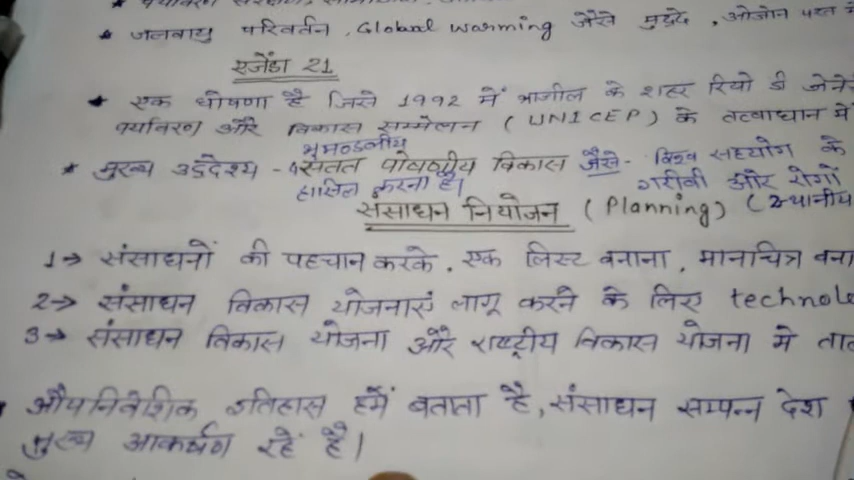 * जलवायु परिवर्तन, Global warming जैसे मुद्दे, ओजोन परत
एजेंडा 21
* एक घोषणा है जिसे 1992 में ब्राजील के शहर रियो डी जेने
पर्यावरण और विकास सम्मेलन (UNICEP) के तत्वाधान में
* मुख्य उद्देश्य - भूमण्डलीय सतत पोषणीय विकास जैसे - विश्व सहयोग के
हासिल करना है। गरीबी और रोगों
संसाधन नियोजन (Planning) (स्थानीय
1→ संसाधनों की पहचान करके, एक लिस्ट बनाना, मानचित्र बना
2→ संसाधन विकास योजनाएं लागू करने के लिए technolo
3→ संसाधन विकास योजना और राष्ट्रीय विकास योजना मे ताल
औपनिवेशिक इतिहास हमें बताता है, संसाधन सम्पन्न देश
मुख्य आकर्षण रहें है।